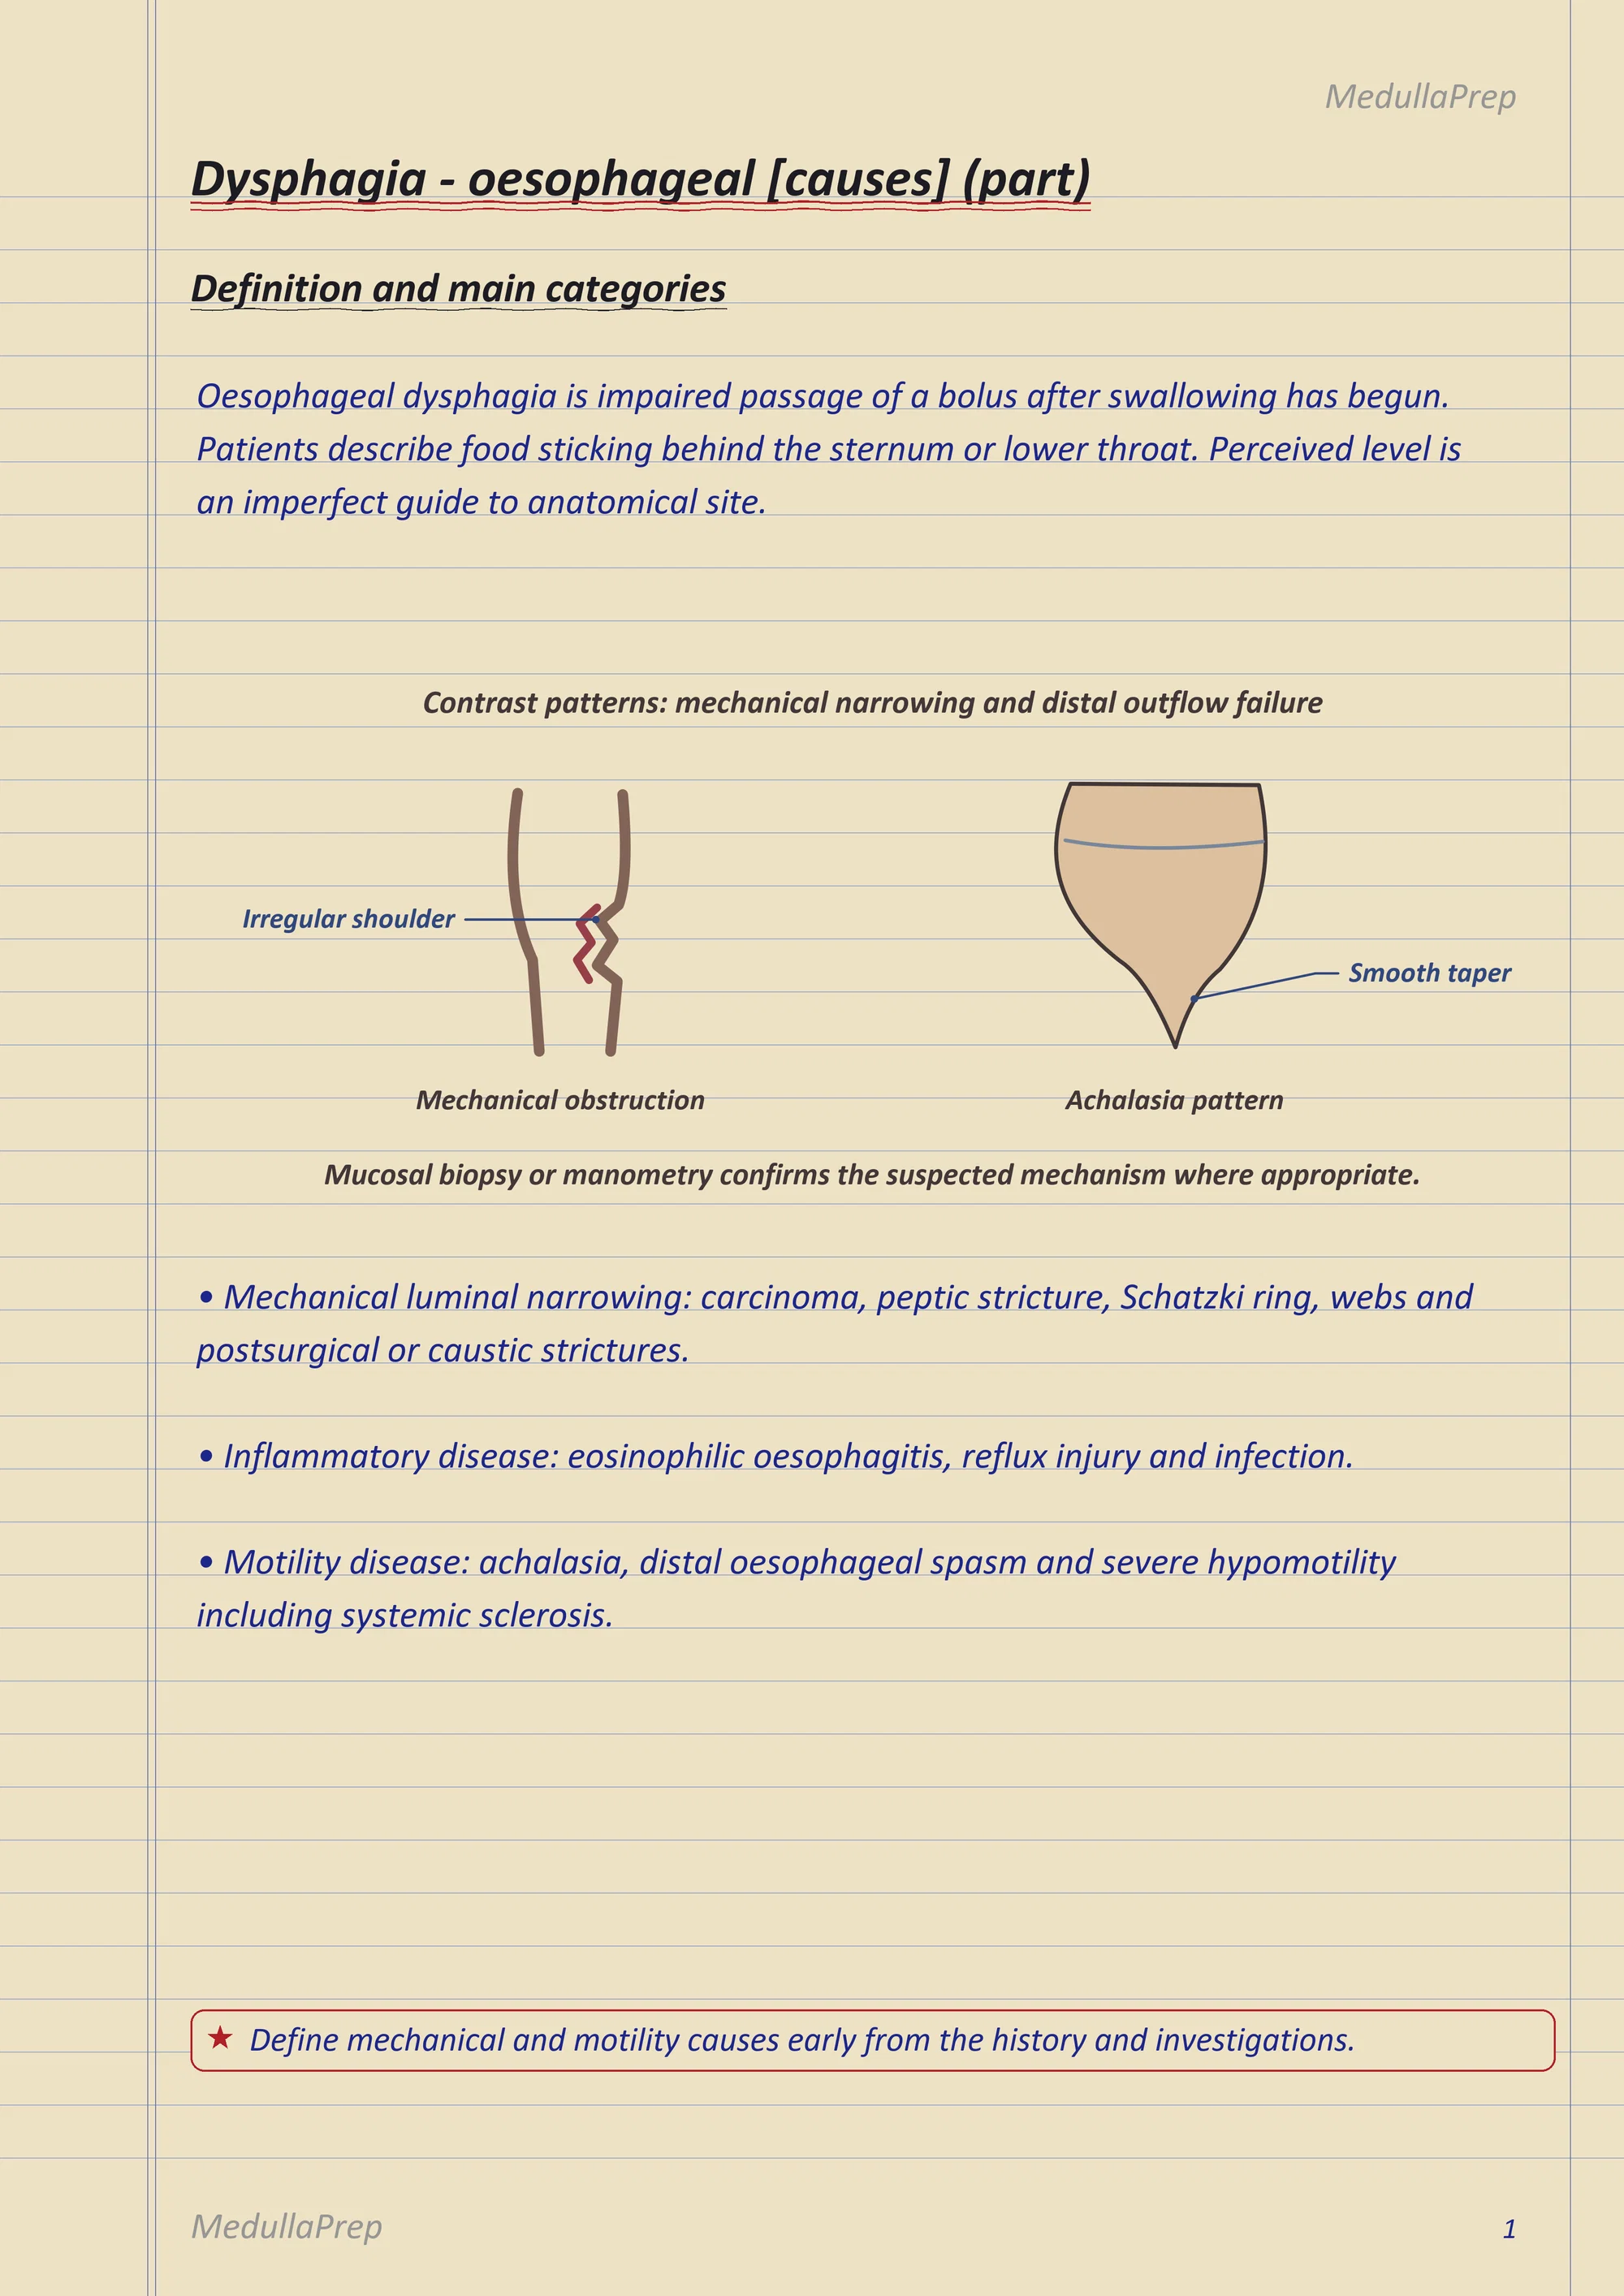 MedullaPrep
Dysphagia - oesophageal [causes] (part)
Definition and main categories
Oesophageal dysphagia is impaired passage of a bolus after swallowing has begun.
Patients describe food sticking behind the sternum or lower throat. Perceived level is
an imperfect guide to anatomical site.
Contrast patterns: mechanical narrowing and distal outflow failure
Irregular shoulder
Smooth taper
Mechanical obstruction
Achalasia pattern
Mucosal biopsy or manometry confirms the suspected mechanism where appropriate.
• Mechanical luminal narrowing: carcinoma, peptic stricture, Schatzki ring, webs and
postsurgical or caustic strictures.
• Inflammatory disease: eosinophilic oesophagitis, reflux injury and infection.
• Motility disease: achalasia, distal oesophageal spasm and severe hypomotility
including systemic sclerosis.
★ Define mechanical and motility causes early from the history and investigations.
MedullaPrep
1